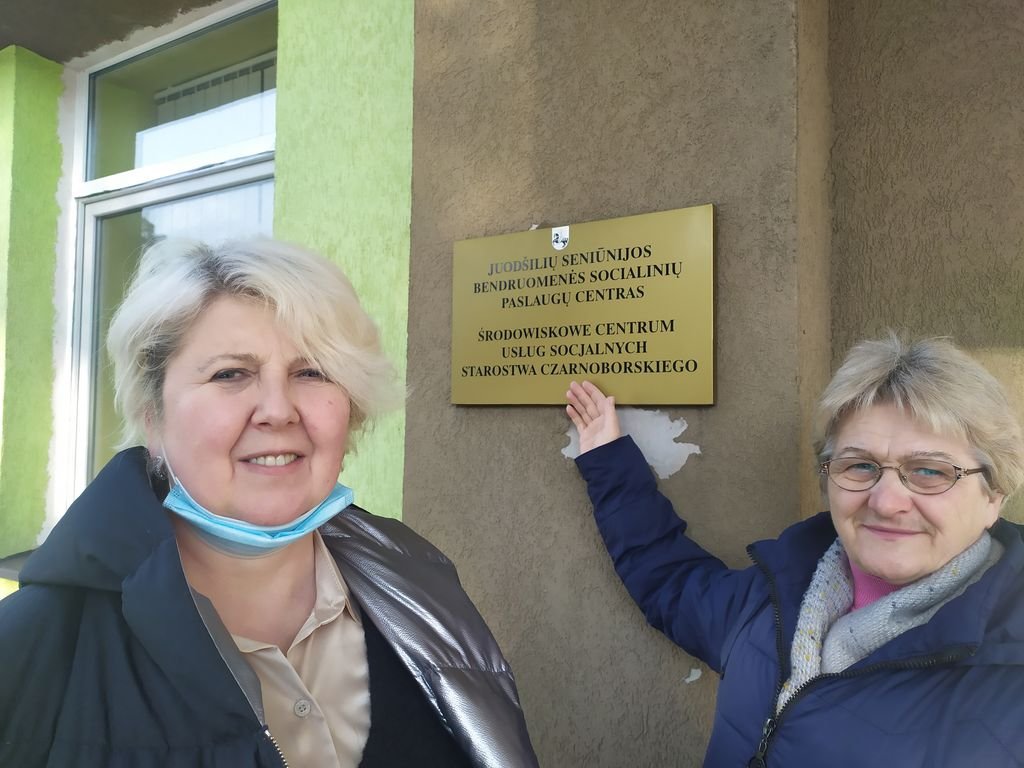 JUODŠILIŲ SENIŪNIJOS
BENDRUOMENĖS SOCIALINIŲ
PASLAUGŲ CENTRAS
ŚRODOWISKOWE CENTRUM
USŁUG SOCJALNYCH
STAROSTWA CZARNOBORSKIEGO